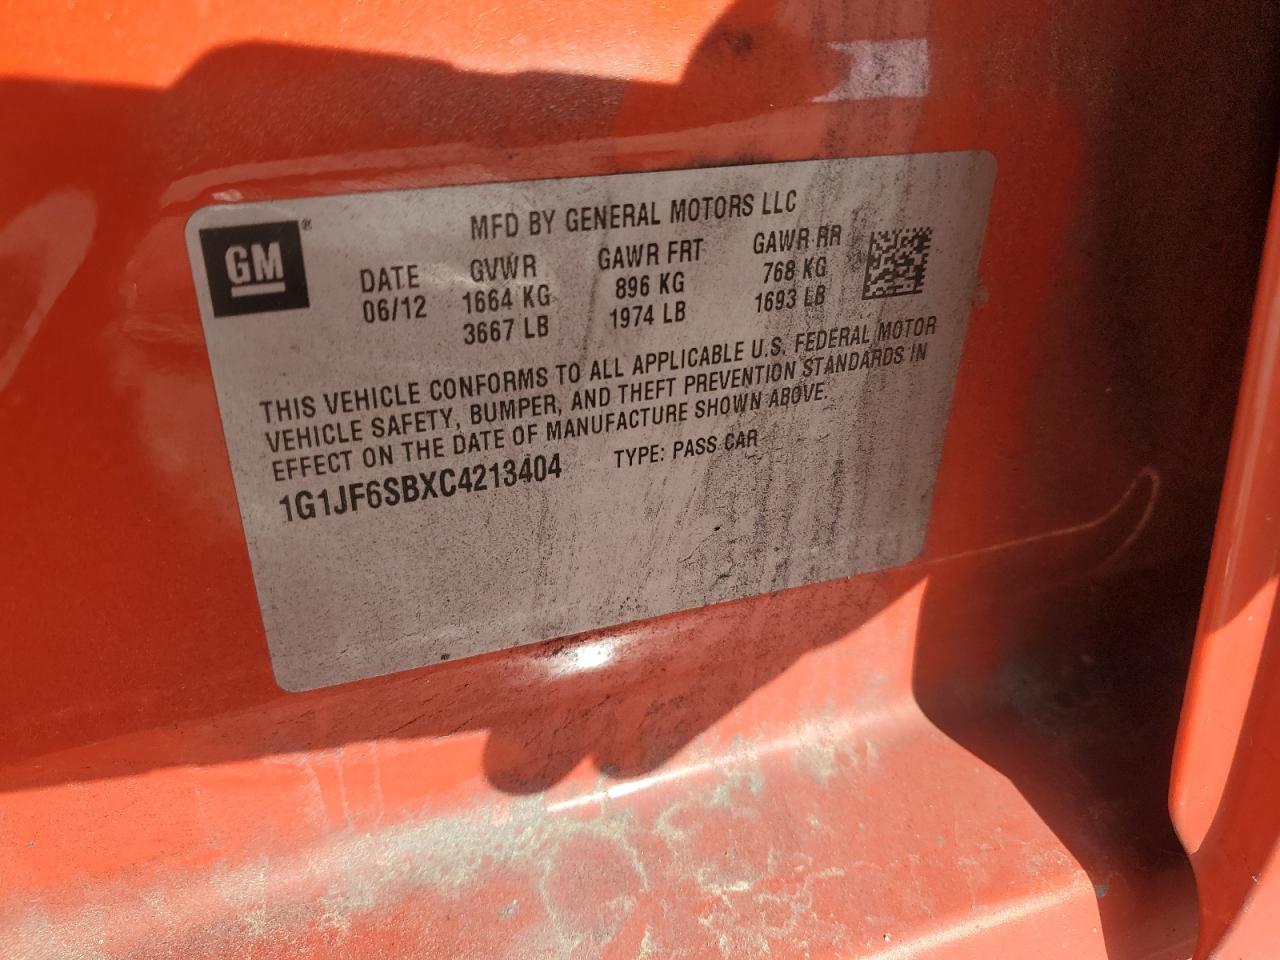 MFD BY GENERAL MOTORS LLC
GM ®
DATE GVWR GAWR FRT GAWR RR
06/12 1664 KG 896 KG 768 KG
3667 LB 1974 LB 1693 LB
THIS VEHICLE CONFORMS TO ALL APPLICABLE U.S. FEDERAL MOTOR
VEHICLE SAFETY, BUMPER, AND THEFT PREVENTION STANDARDS IN
EFFECT ON THE DATE OF MANUFACTURE SHOWN ABOVE.
1G1JF6SBXC4213404 TYPE: PASS CAR